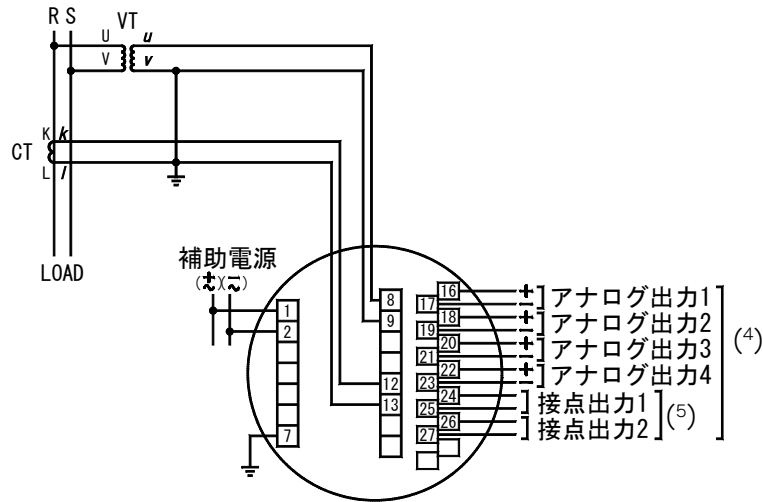 R S
VT
U u
V v
K k
CT
L l
LOAD
補助電源
(±)(~)
1
2
7
8
9
12
13
16
17
18
19
20
21
22
23
24
25
26
27
+ アナログ出力1
-
+ アナログ出力2
-
+ アナログ出力3
-
+ アナログ出力4
-
接点出力1
接点出力2
(4)
(5)